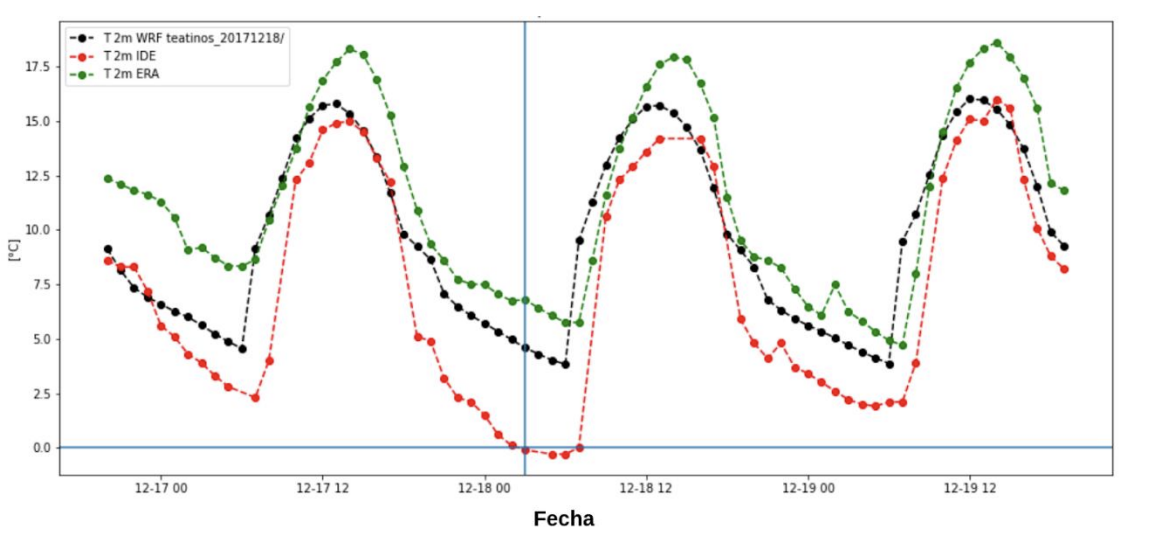 T 2m WRF teatinos_20171218/
T 2m IDE
T 2m ERA
17.5
15.0
12.5
10.0
7.5
5.0
2.5
0.0
[°C]
12-17 00
12-17 12
12-18 00
12-18 12
12-19 00
12-19 12
Fecha